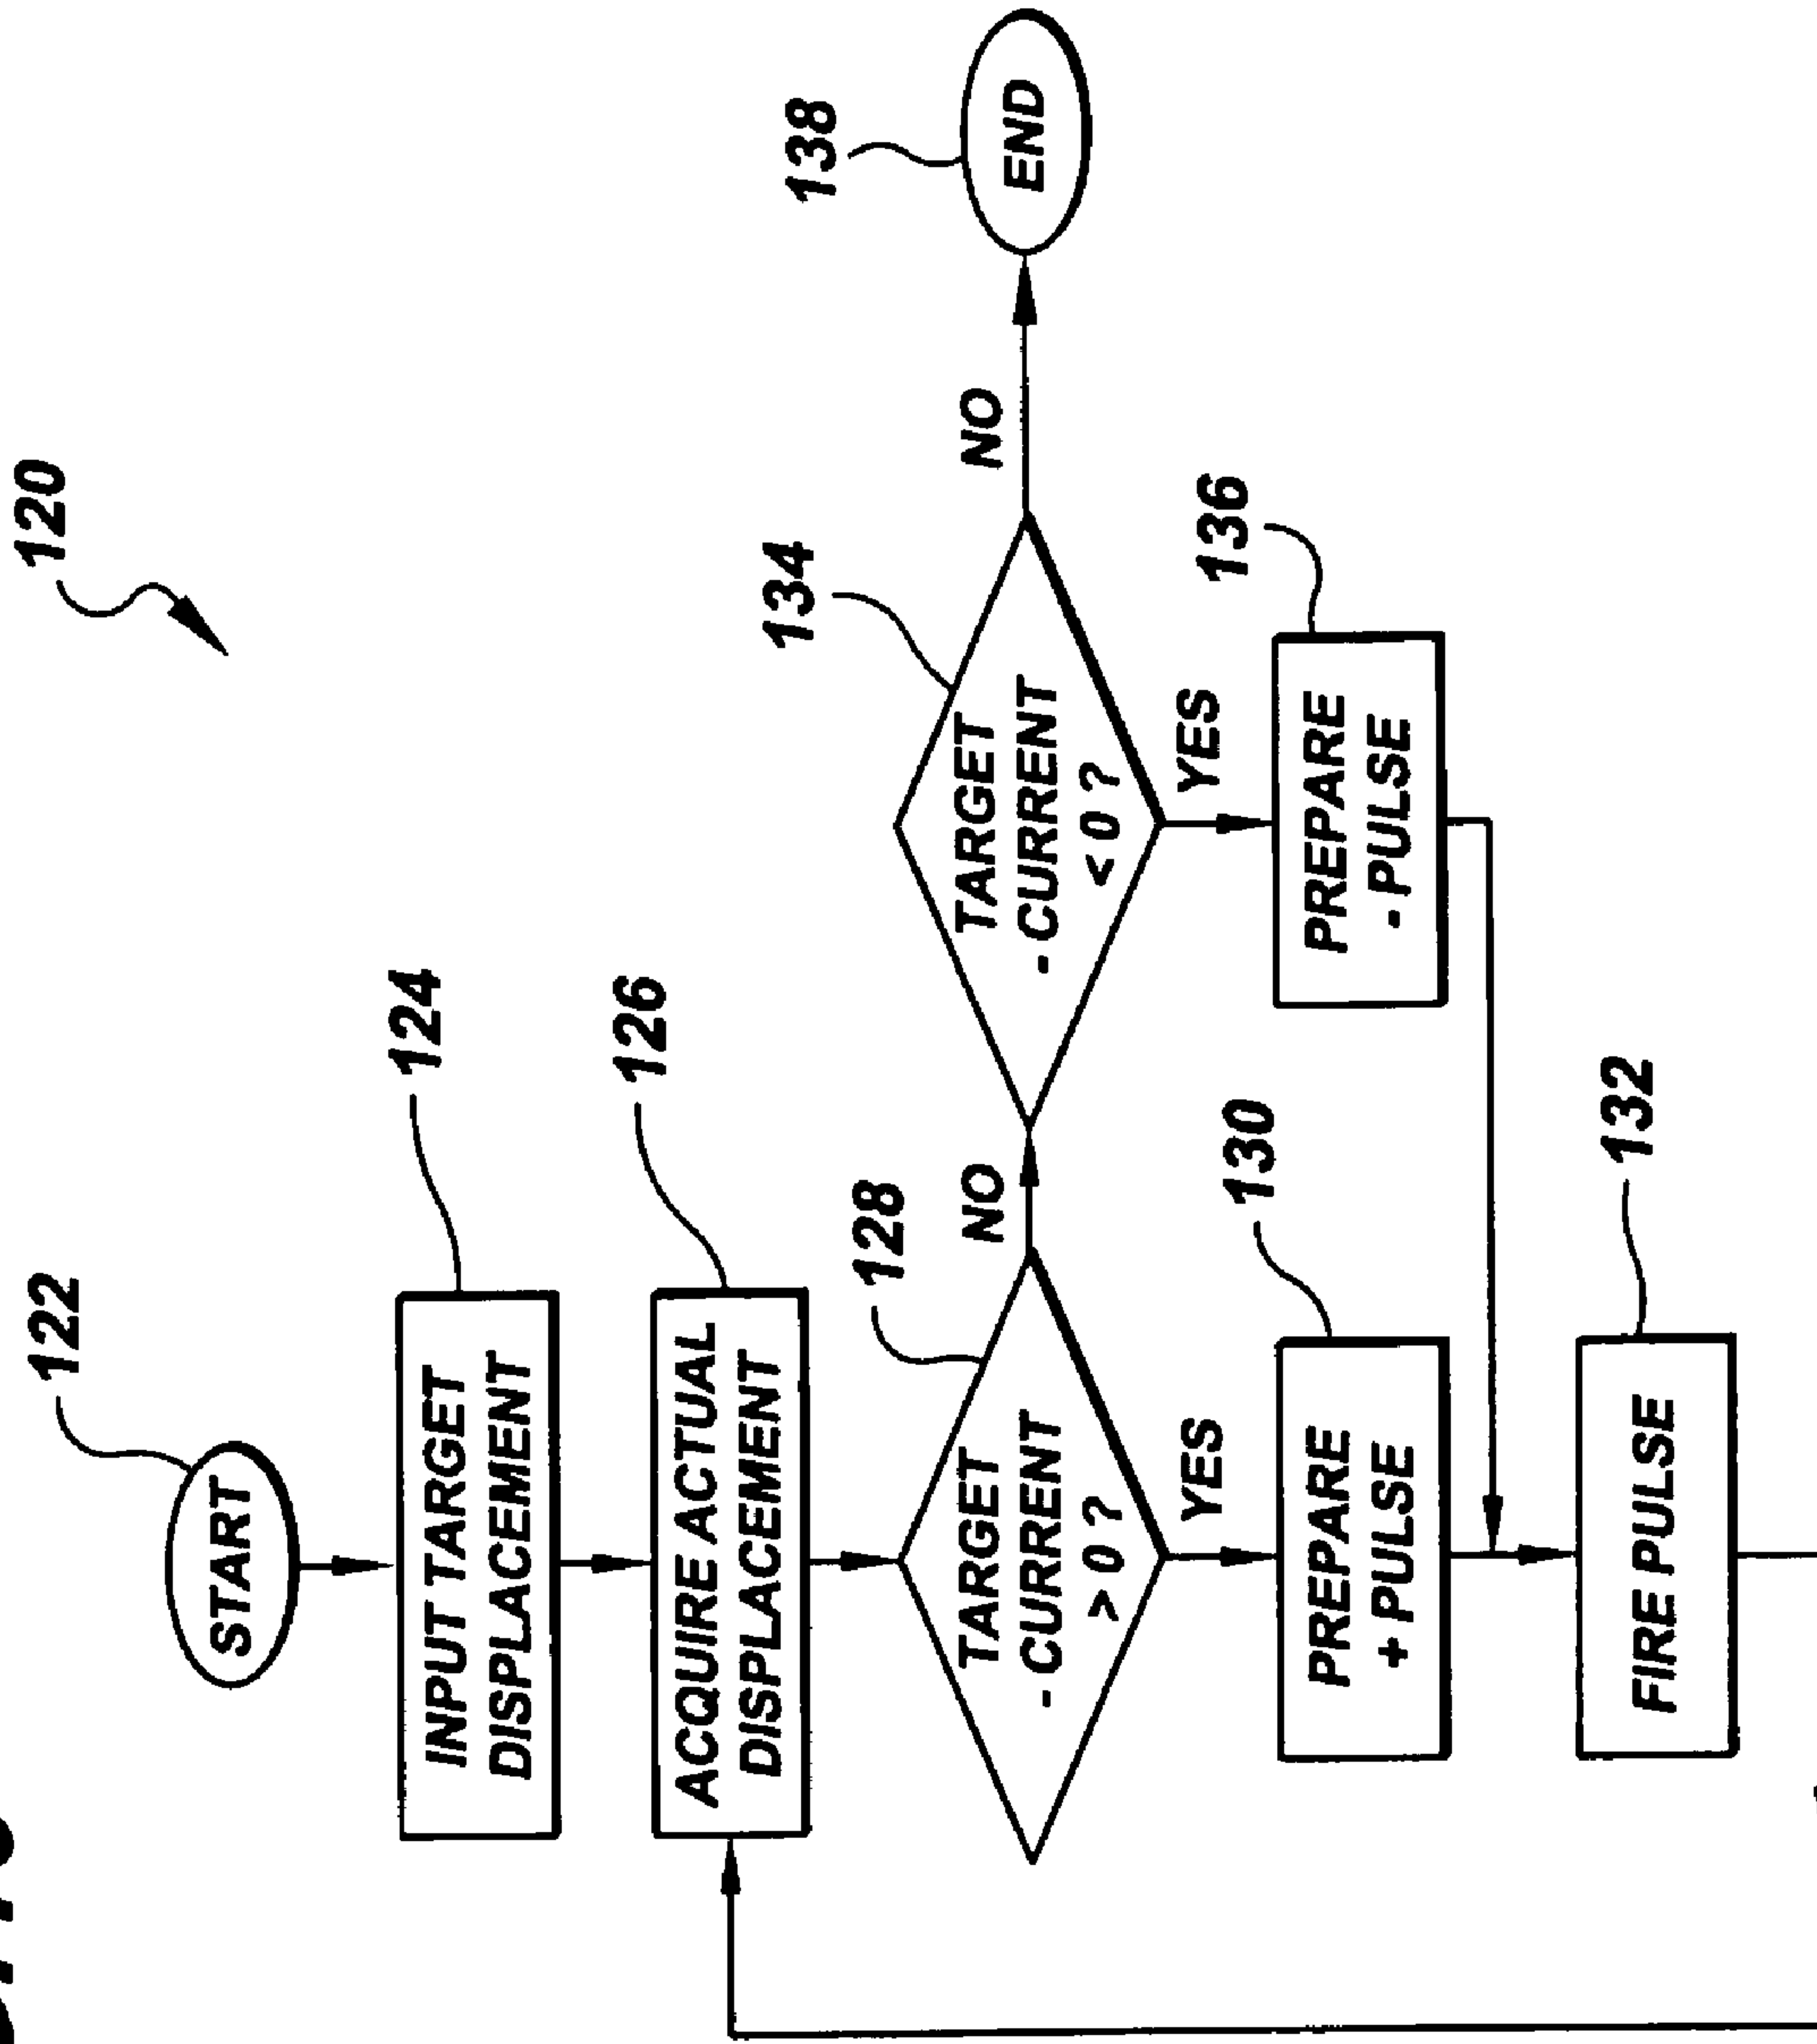 120
122
START
124
INPUT TARGET
DISPLACEMENT
126
ACQUIRE ACTUAL
DISPLACEMENT
128
TARGET
- CURRENT
> 0?
NO
134
TARGET
- CURRENT
< 0?
NO
138
END
YES
130
PREPARE
+ PULSE
YES
136
PREPARE
- PULSE
132
FIRE PULSE